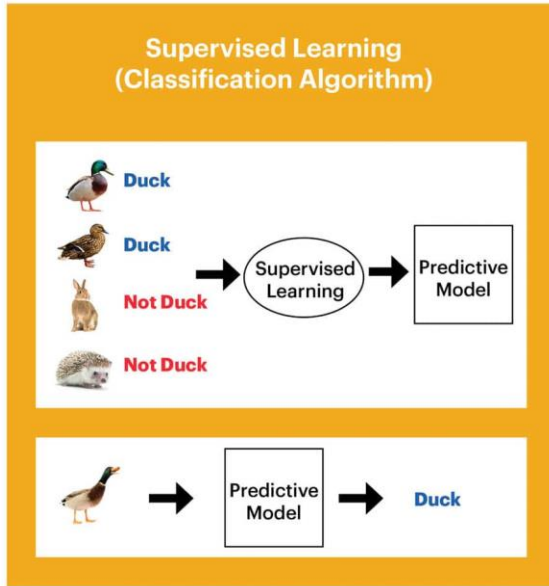 Supervised Learning
(Classification Algorithm)
Duck
Duck
Not Duck
Not Duck
Supervised
Learning
Predictive
Model
Predictive
Model
Duck